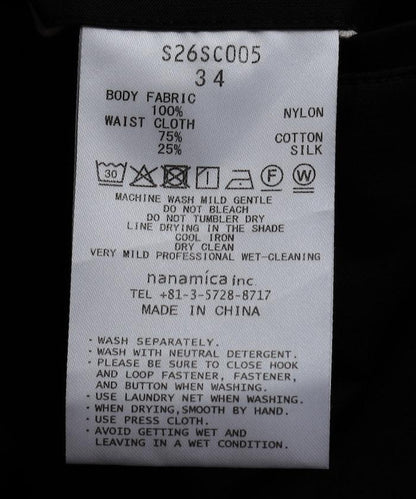 S26SC005
34
BODY FABRIC
100% NYLON
WAIST CLOTH
75% COTTON
25% SILK
30 F W
MACHINE WASH MILD GENTLE
DO NOT BLEACH
DO NOT TUMBLER DRY
LINE DRYING IN THE SHADE
COOL IRON
DRY CLEAN
VERY MILD PROFESSIONAL WET-CLEANING
nanamica inc
TEL +81-3-5728-8717
MADE IN CHINA
・WASH SEPARATELY.
・WASH WITH NEUTRAL DETERGENT.
・PLEASE BE SURE TO CLOSE HOOK
AND LOOP FASTENER, FASTENER,
AND BUTTON WHEN WASHING.
・USE LAUNDRY NET WHEN WASHING.
・WHEN DRYING,SMOOTH BY HAND.
・USE PRESS CLOTH.
・AVOID GETTING WET AND
LEAVING IN A WET CONDITION.